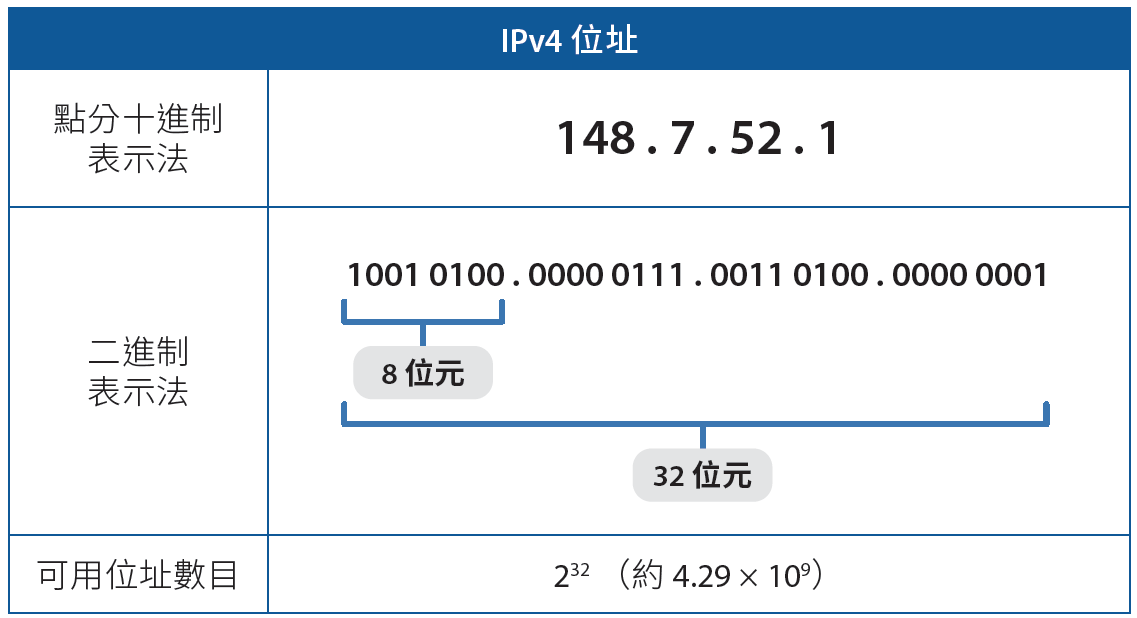 IPv4 位址
點分十進制
表示法
148 . 7 . 52 . 1
二進制
表示法
1001 0100 . 0000 0111 . 0011 0100 . 0000 0001
8 位元
32 位元
可用位址數目
2³² （約 4.29 × 10⁹）